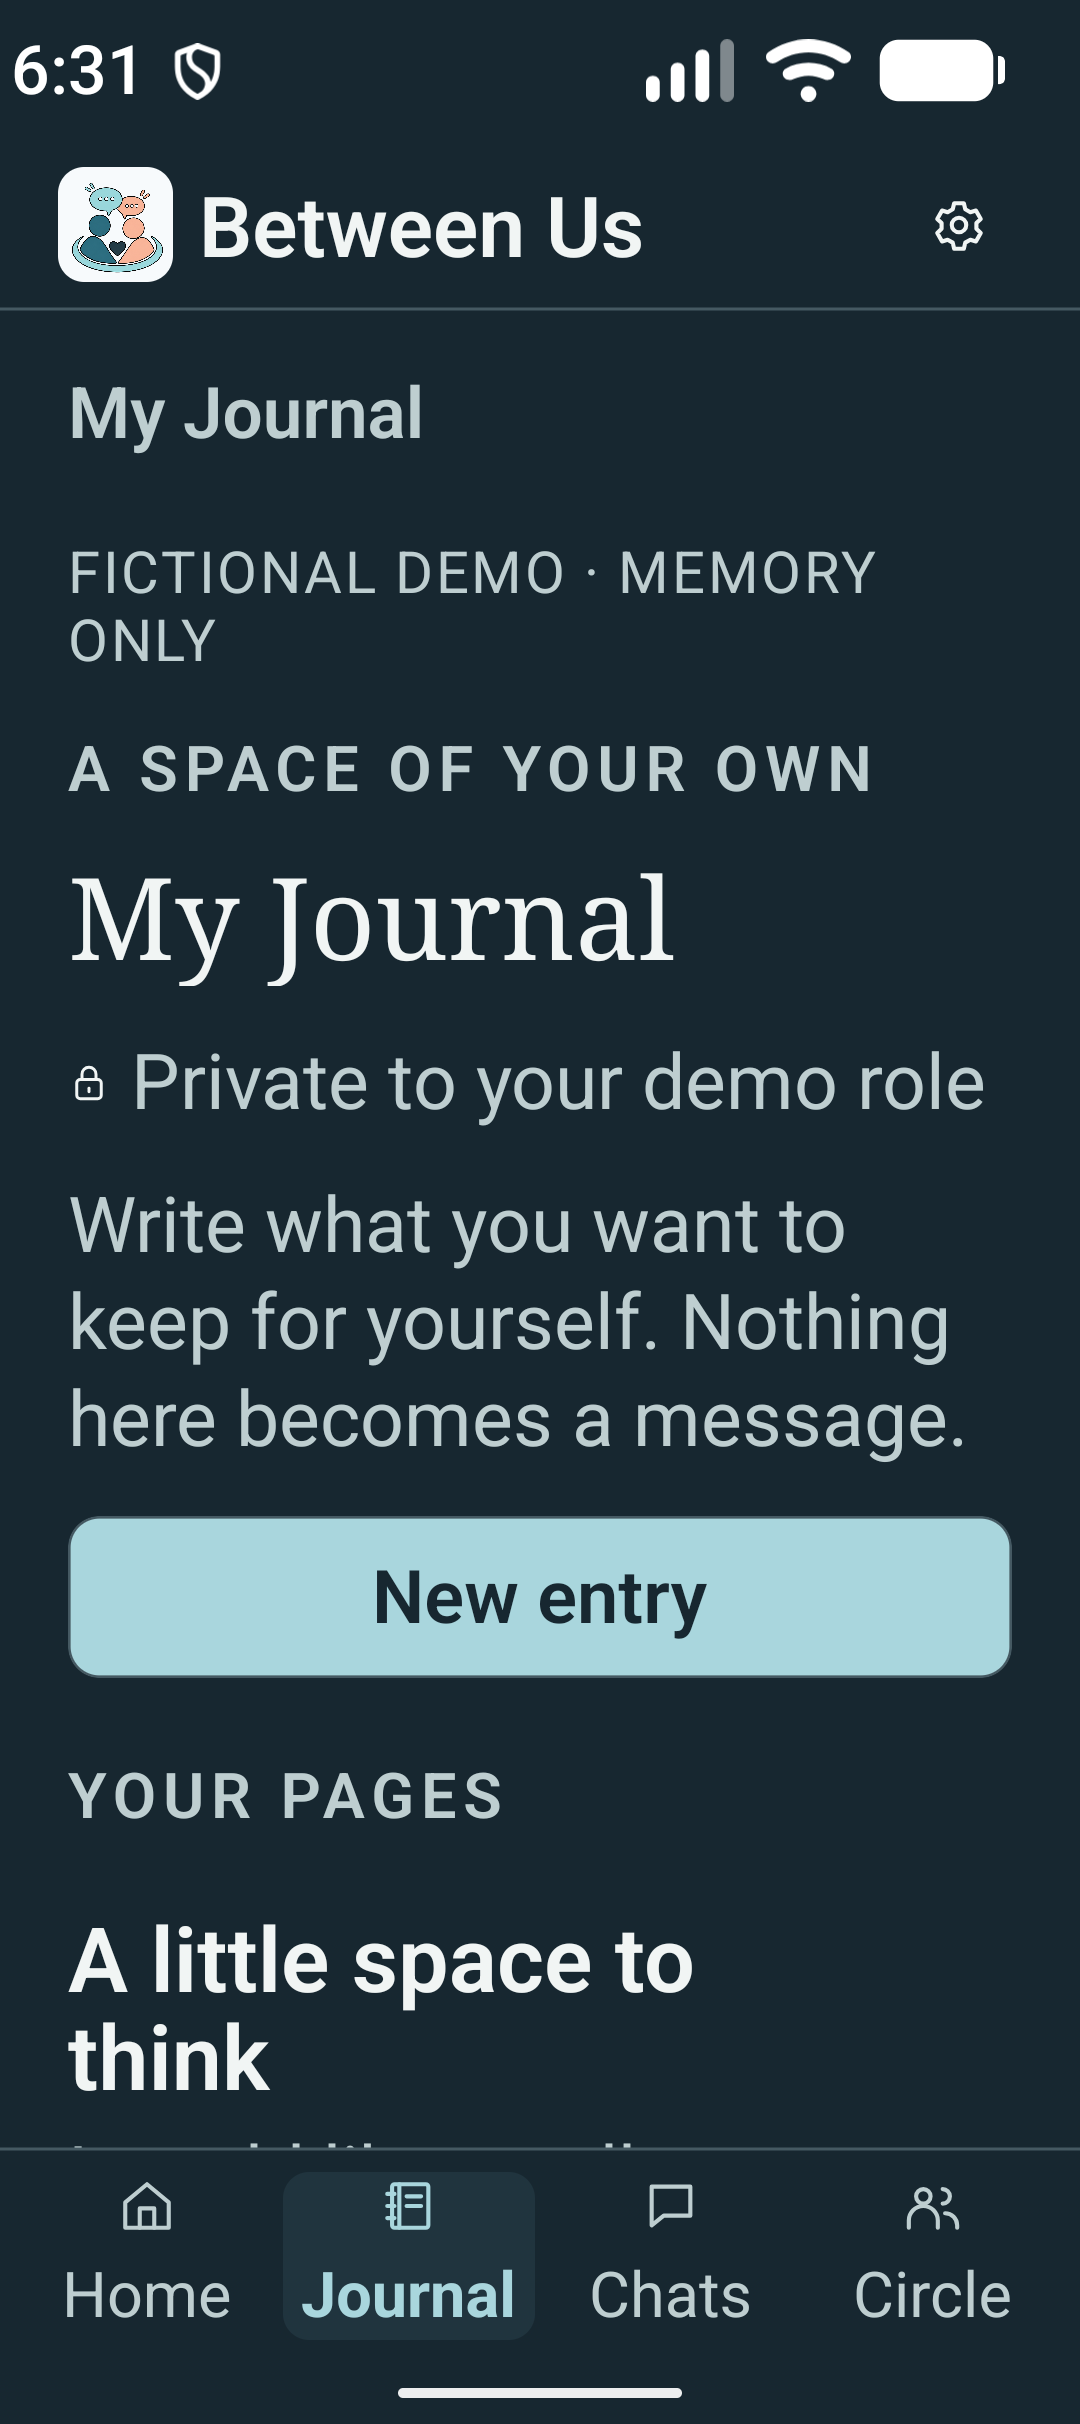 6:31
Between Us
My Journal
FICTIONAL DEMO · MEMORY
ONLY
A SPACE OF YOUR OWN
My Journal
Private to your demo role
Write what you want to
keep for yourself. Nothing
here becomes a message.
New entry
YOUR PAGES
A little space to
think
Home
Journal
Chats
Circle